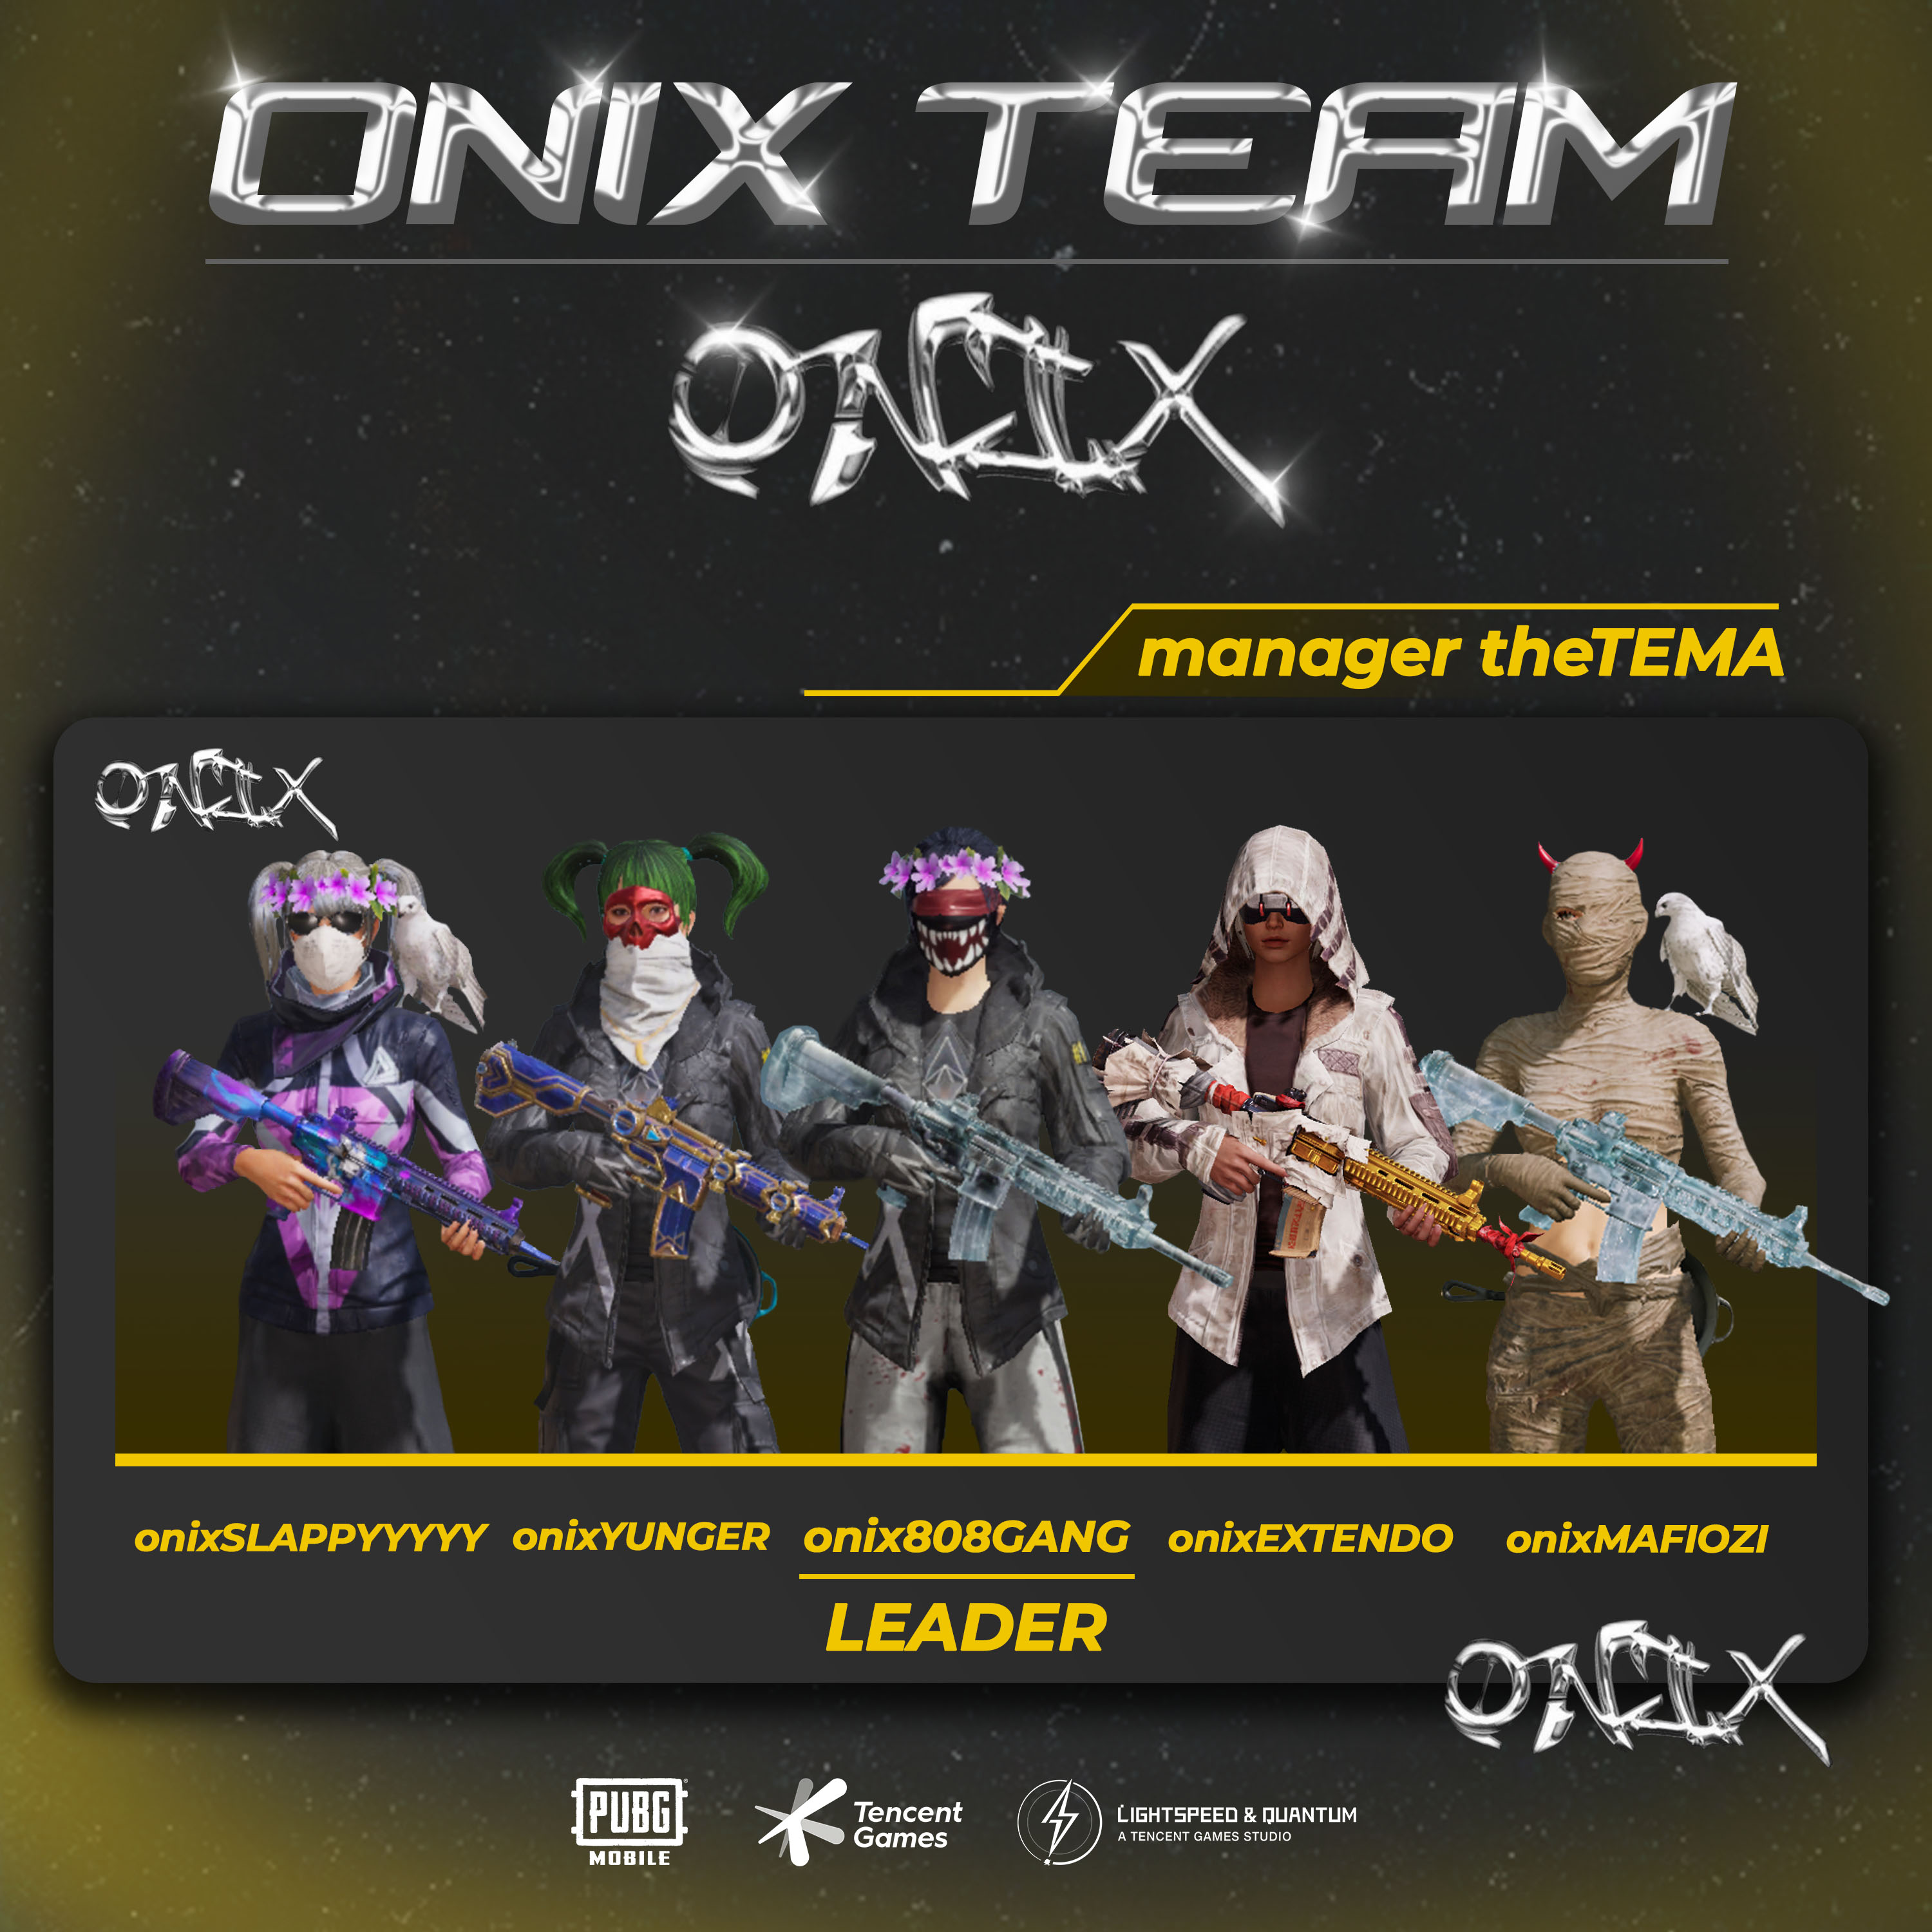 ONIX TEAM
ONIX
manager theTEMA
ONIX
onixSLAPPYYYYY onixYUNGER onix808GANG onixEXTENDO onixMAFIOZI
LEADER
ONIX
PUBG
MOBILE
Tencent
Games
LIGHTSPEED & QUANTUM
A TENCENT GAMES STUDIO